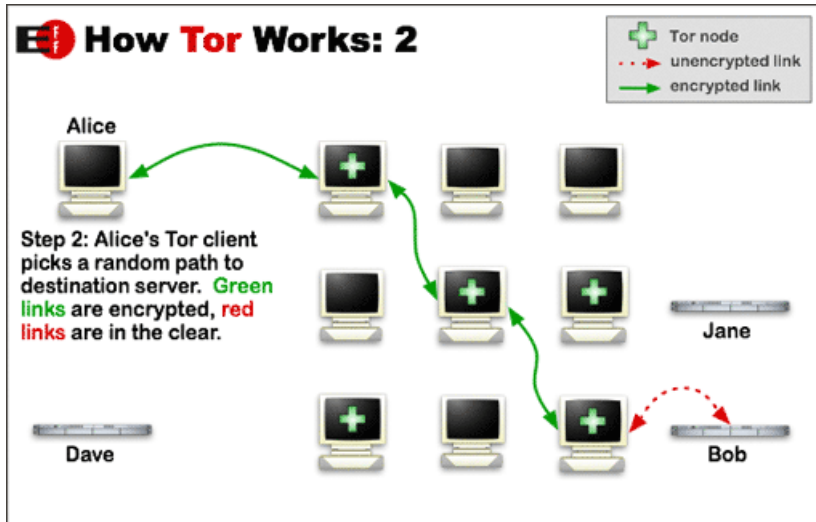 EFF How Tor Works: 2
Tor node
unencrypted link
encrypted link
Alice
Step 2: Alice's Tor client
picks a random path to
destination server. Green
links are encrypted, red
links are in the clear.
Jane
Dave
Bob